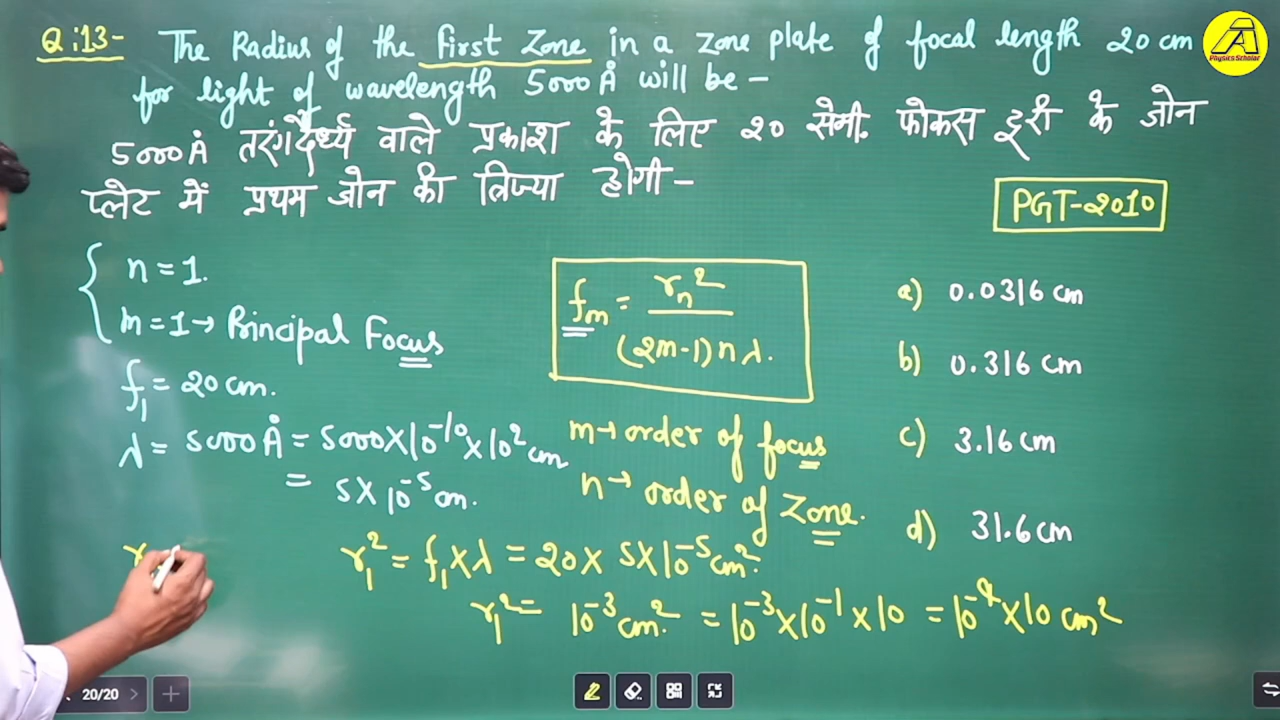 Q:13- The Radius of the first Zone in a Zone plate of focal length 20 cm
for light of wavelength 5000 Å will be -
5000 Å तरंगदैर्ध्य वाले प्रकाश के लिए २० सेमी. फोकस दूरी के जोन
प्लेट में प्रथम जोन की त्रिज्या होगी -
PGT-2010
n = 1.
m = 1 → Principal Focus
f₁ = 20 cm.
λ = 5000 Å = 5000 × 10⁻¹⁰ × 10² cm
= 5 × 10⁻⁵ cm.
fₘ = rₙ² / (2m-1) n λ.
m → order of focus
n → order of Zone.
a) 0.0316 cm
b) 0.316 cm
c) 3.16 cm
d) 31.6 cm
r₁² = f₁ × λ = 20 × 5 × 10⁻⁵ cm².
r₁² = 10⁻³ cm². = 10⁻³ × 10⁻¹ × 10 = 10⁻⁴ × 10 cm²
r
20/20
Physics Scholar